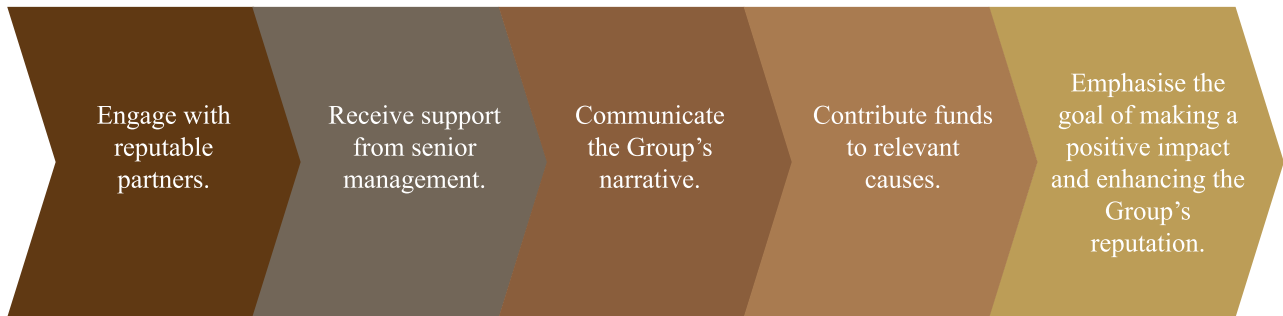 Engage with
reputable
partners.
Receive support
from senior
management.
Communicate
the Group’s
narrative.
Contribute funds
to relevant
causes.
Emphasise the
goal of making a
positive impact
and enhancing the
Group’s
reputation.